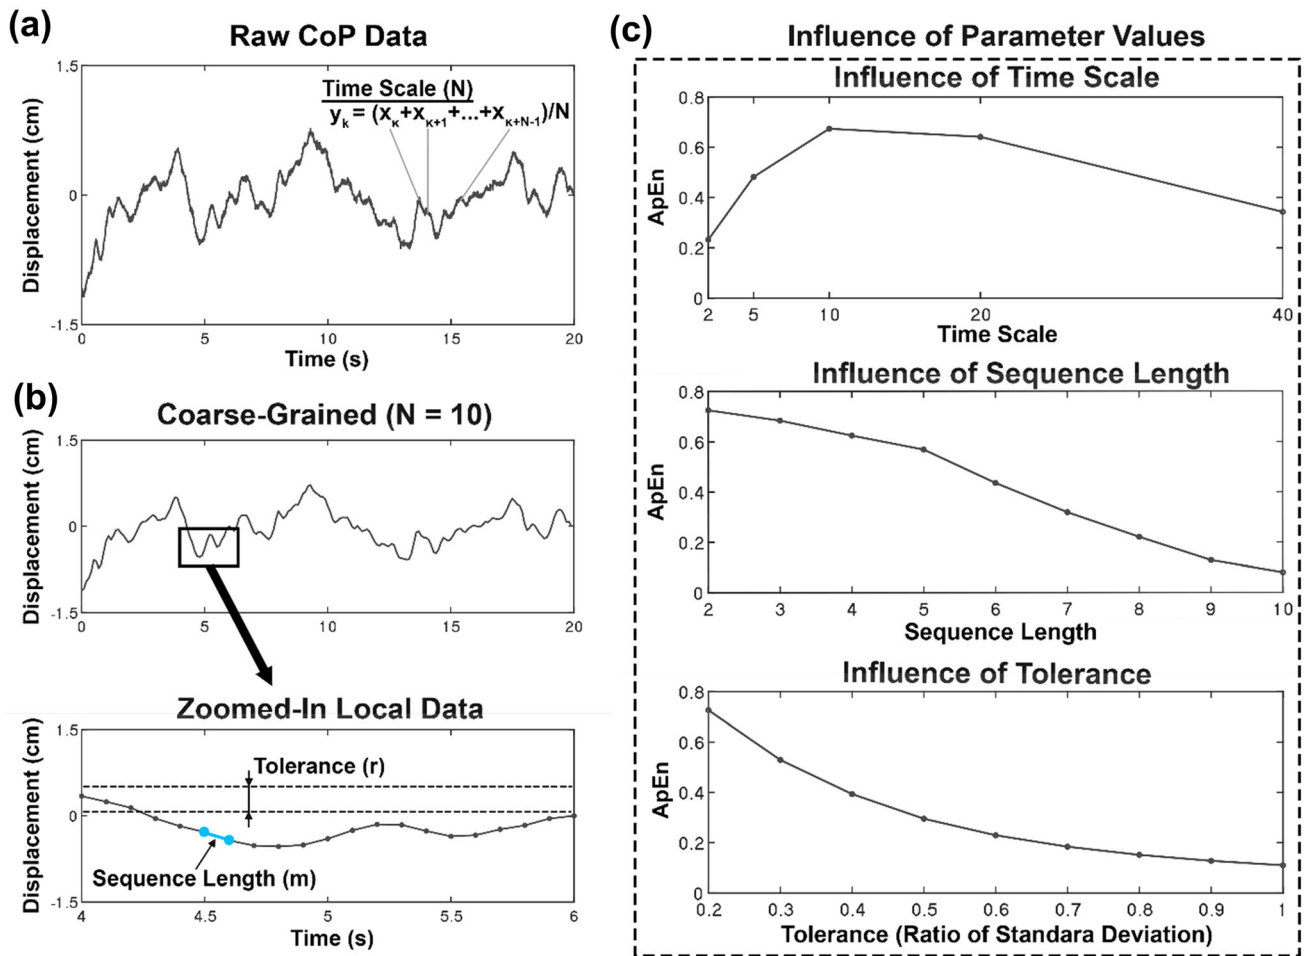 (a)
Raw CoP Data
1.5
0
-1.5
Displacement (cm)
Time Scale (N)
yₖ = (x_κ+x_κ+1+...+x_κ+N-1)/N
0 5 10 15 20
Time (s)
(b)
Coarse-Grained (N = 10)
1.5
0
-1.5
Displacement (cm)
0 5 10 15 20
Zoomed-In Local Data
1.5
0
-1.5
Displacement (cm)
Tolerance (r)
Sequence Length (m)
4 4.5 5 5.5 6
Time (s)
(c)
Influence of Parameter Values
Influence of Time Scale
0.8
0.6
0.4
0.2
0
ApEn
2 5 10 20 40
Time Scale
Influence of Sequence Length
0.8
0.6
0.4
0.2
0
ApEn
2 3 4 5 6 7 8 9 10
Sequence Length
Influence of Tolerance
0.8
0.6
0.4
0.2
0
ApEn
0.2 0.3 0.4 0.5 0.6 0.7 0.8 0.9 1
Tolerance (Ratio of Standara Deviation)